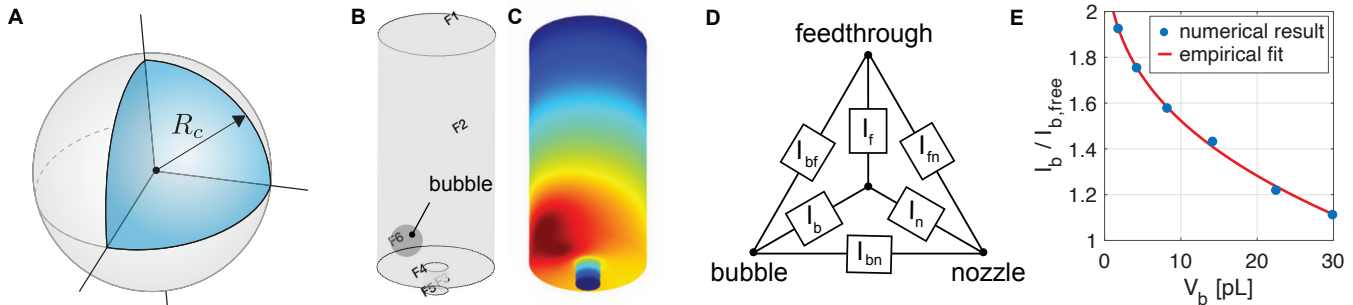 A
R_c
B
F1
F2
bubble
F6
F4
F3
F5
C
D
feedthrough
I_bf
I_f
I_fn
I_b
I_n
I_bn
bubble
nozzle
E
I_b / I_b,free
2
1.8
1.6
1.4
1.2
1
numerical result
empirical fit
0
10
20
30
V_b [pL]